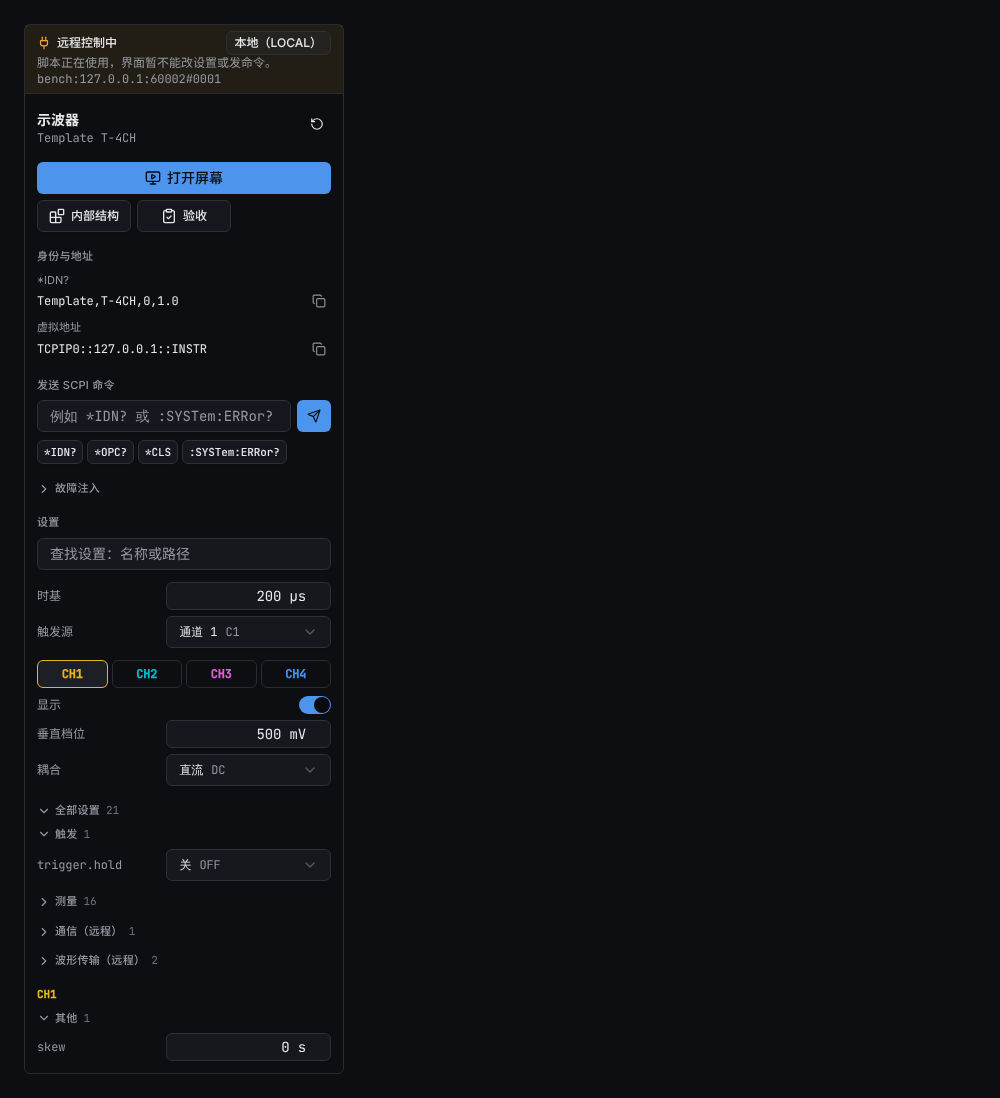 远程控制中
本地（LOCAL）
脚本正在使用，界面暂不能改设置或发命令。
bench:127.0.0.1:60002#0001
示波器
Template T-4CH
打开屏幕
内部结构
验收
身份与地址
*IDN?
Template,T-4CH,0,1.0
虚拟地址
TCPIP0::127.0.0.1::INSTR
发送 SCPI 命令
例如 *IDN? 或 :SYSTem:ERRor?
*IDN? *OPC? *CLS :SYSTem:ERRor?
故障注入
设置
查找设置：名称或路径
时基 200 µs
触发源 通道 1 C1
CH1 CH2 CH3 CH4
显示
垂直档位 500 mV
耦合 直流 DC
全部设置 21
触发 1
trigger.hold 关 OFF
测量 16
通信（远程） 1
波形传输（远程） 2
CH1
其他 1
skew 0 s